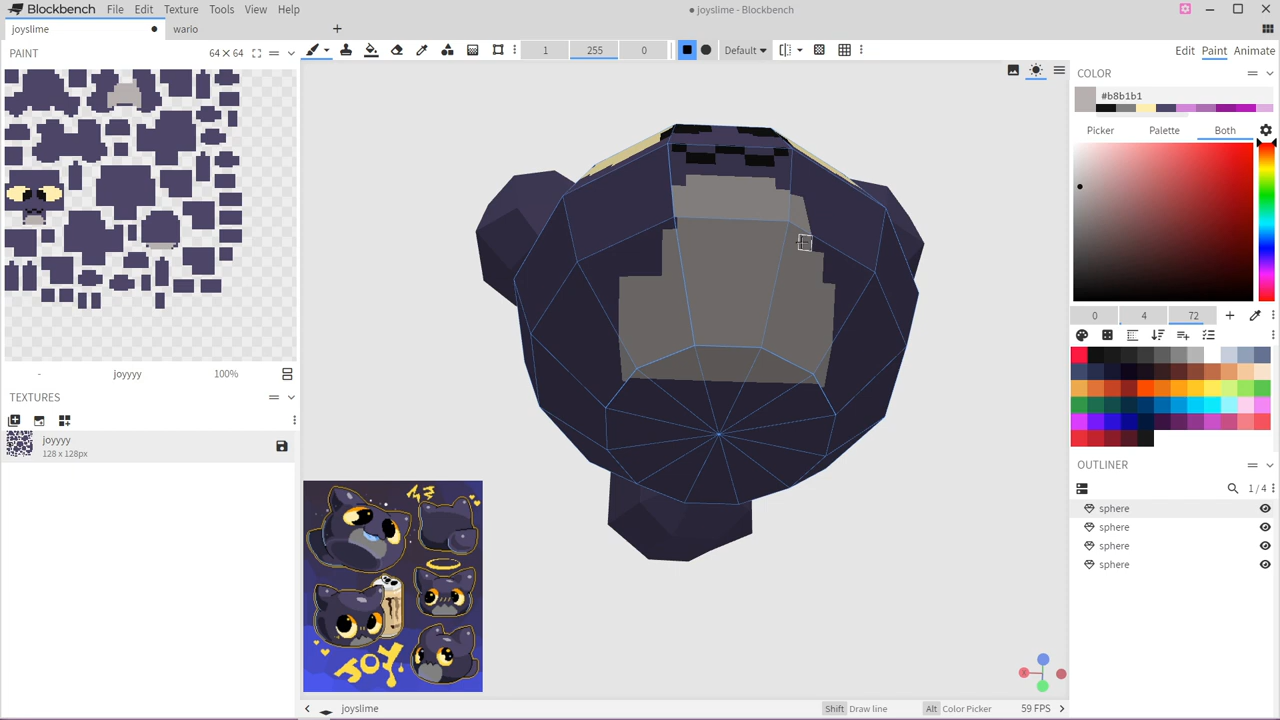 Blockbench File Edit Texture Tools View Help
● joyslime - Blockbench
joyslime ● wario +
PAINT 64 × 64
1 255 0 Default
Edit Paint Animate
COLOR
#b8b1b1
Picker Palette Both
0 4 72
- joyyyy 100%
TEXTURES
joyyyy
128 x 128px
JOY
OUTLINER
1 / 4
sphere
sphere
sphere
sphere
joyslime
Shift Draw line Alt Color Picker 59 FPS